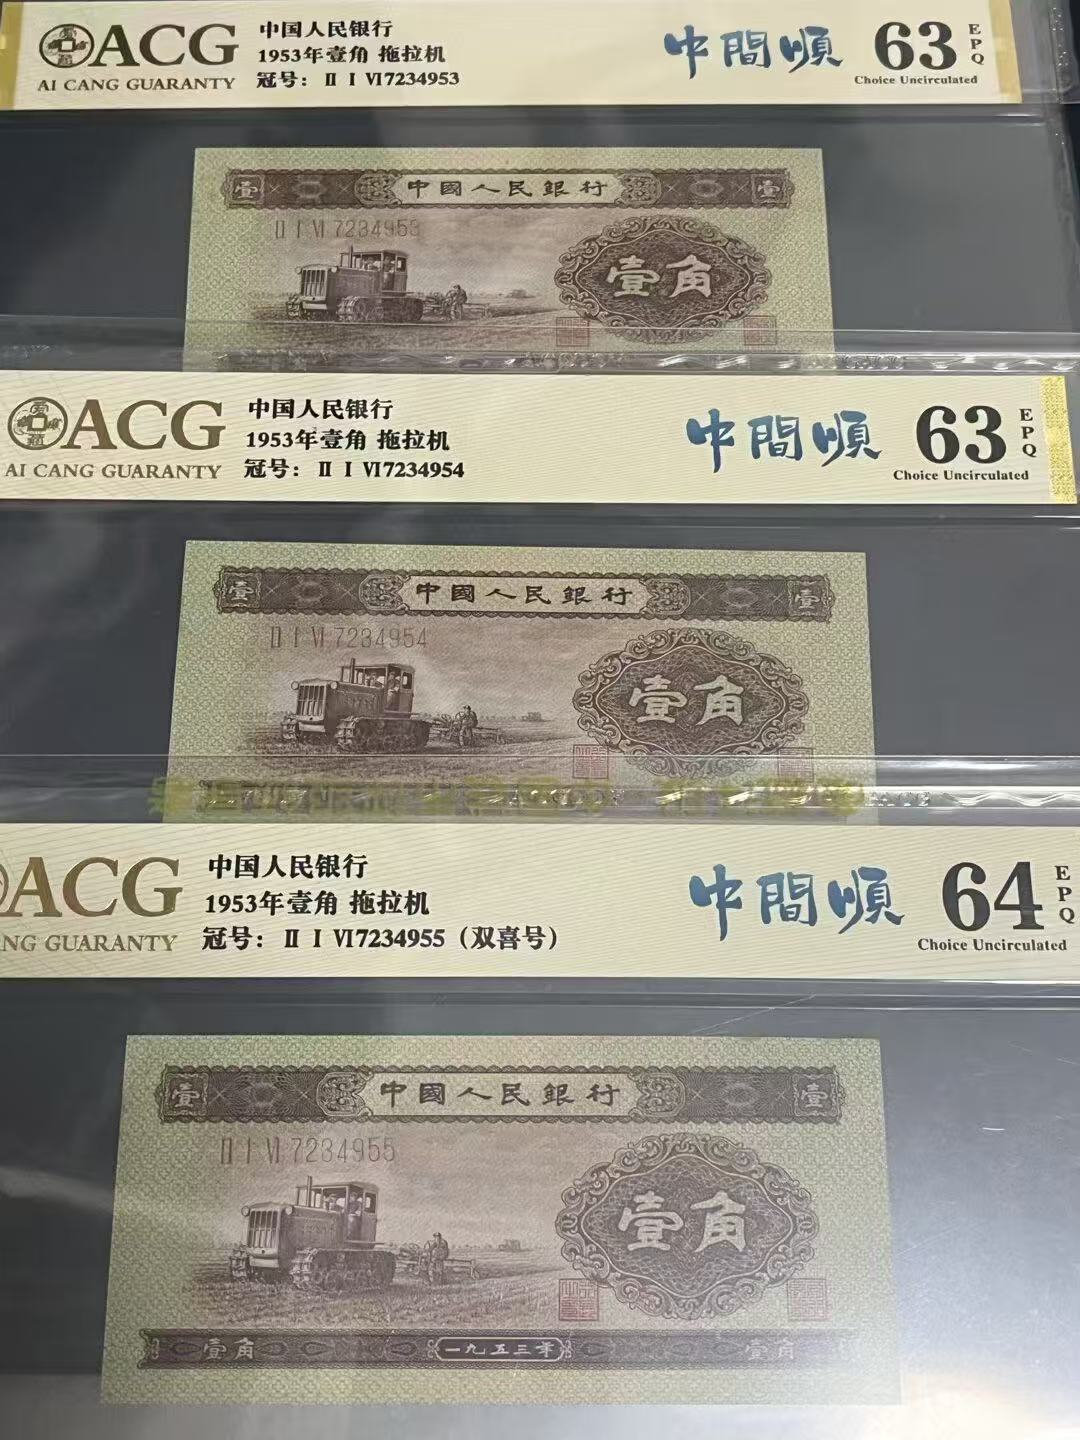 ACG
AI CANG GUARANTY
中国人民银行
1953年壹角 拖拉机
冠号: Ⅱ Ⅰ Ⅵ7234953
中間順
63
EPQ
Choice Uncirculated
壹 中國人民銀行 壹
Ⅱ Ⅰ Ⅵ 7234953
壹角
ACG
AI CANG GUARANTY
中国人民银行
1953年壹角 拖拉机
冠号: Ⅱ Ⅰ Ⅵ7234954
中間順
63
EPQ
Choice Uncirculated
壹 中國人民銀行 壹
Ⅱ Ⅰ Ⅵ 7234954
壹角
ACG
NG GUARANTY
中国人民银行
1953年壹角 拖拉机
冠号: Ⅱ Ⅰ Ⅵ7234955（双喜号）
中間順
64
EPQ
Choice Uncirculated
壹 中國人民銀行 壹
Ⅱ Ⅰ Ⅵ 7234955
壹角
壹角 一九五三年 壹角